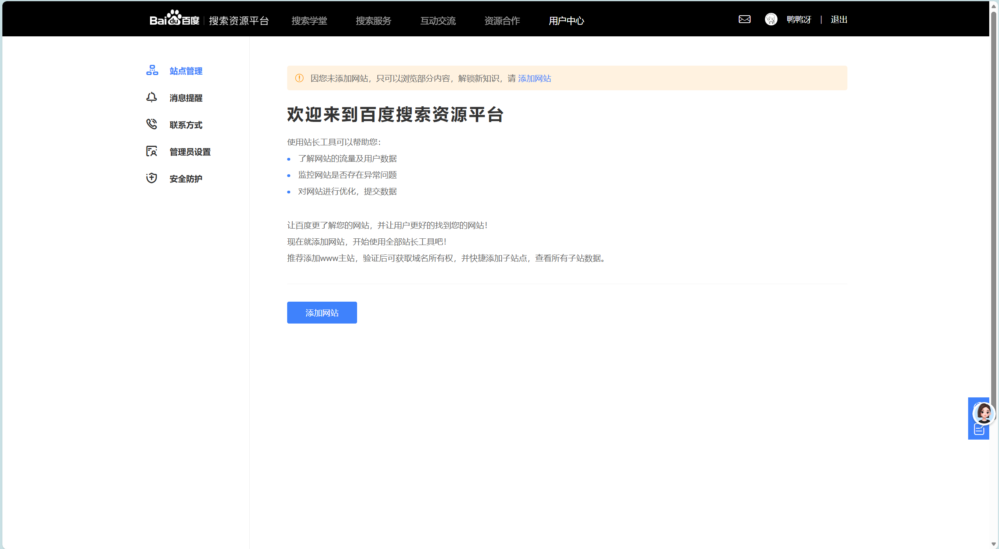 Baidu百度 | 搜索资源平台 搜索学堂 搜索服务 互动交流 资源合作 用户中心 鸭鸭冴 | 退出
站点管理
消息提醒
联系方式
管理员设置
安全防护
因您未添加网站，只可以浏览部分内容，解锁新知识，请 添加网站
欢迎来到百度搜索资源平台
使用站长工具可以帮助您：
了解网站的流量及用户数据
监控网站是否存在异常问题
对网站进行优化，提交数据
让百度更了解您的网站，并让用户更好的找到您的网站！
现在就添加网站，开始使用全部站长工具吧！
推荐添加www主站，验证后可获取域名所有权，并快捷添加子站点，查看所有子站数据。
添加网站